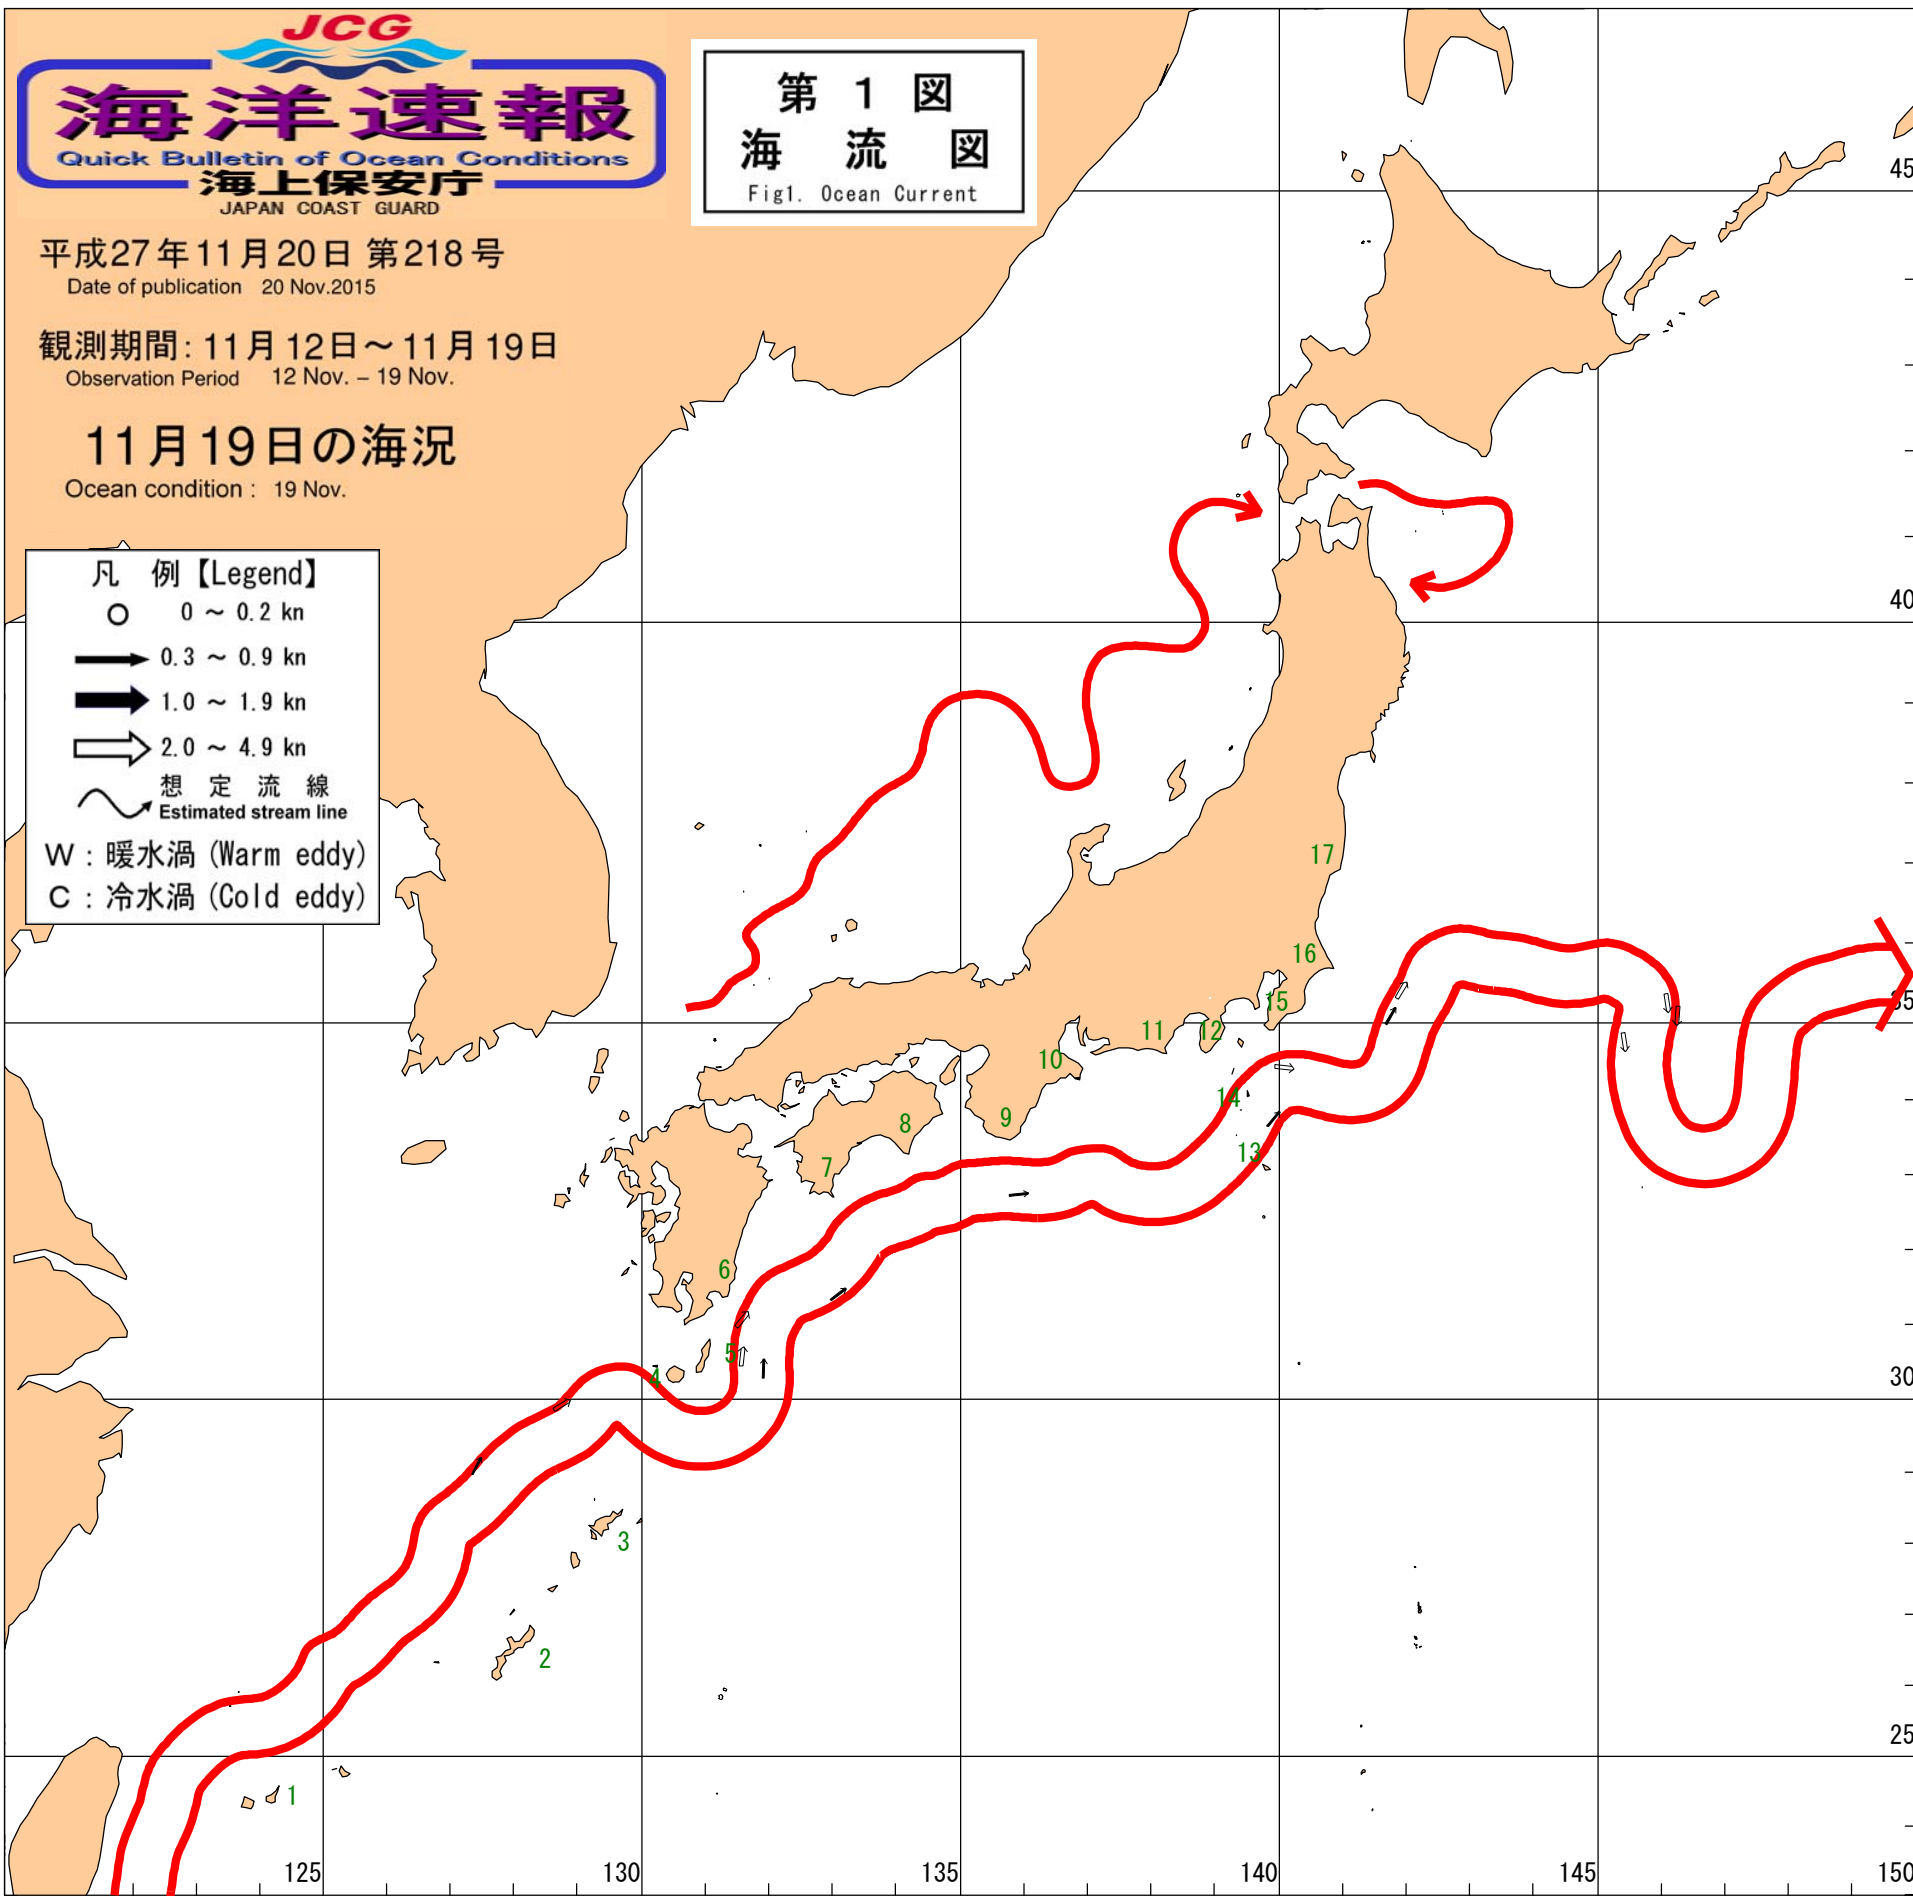 JCG
海洋速報
Quick Bulletin of Ocean Conditions
海上保安庁
JAPAN COAST GUARD
第 1 図
海 流 図
Fig1. Ocean Current
平成27年11月20日 第218号
Date of publication 20 Nov.2015
観測期間: 11月12日～11月19日
Observation Period 12 Nov. – 19 Nov.
11月19日の海況
Ocean condition : 19 Nov.
凡 例【Legend】
0 ～ 0.2 kn
0.3 ～ 0.9 kn
1.0 ～ 1.9 kn
2.0 ～ 4.9 kn
想 定 流 線
Estimated stream line
W : 暖水渦 (Warm eddy)
C : 冷水渦 (Cold eddy)
45
40
35
30
25
17
16
15
11
12
10
14
9
8
13
7
6
5
4
3
2
1
125
130
135
140
145
150